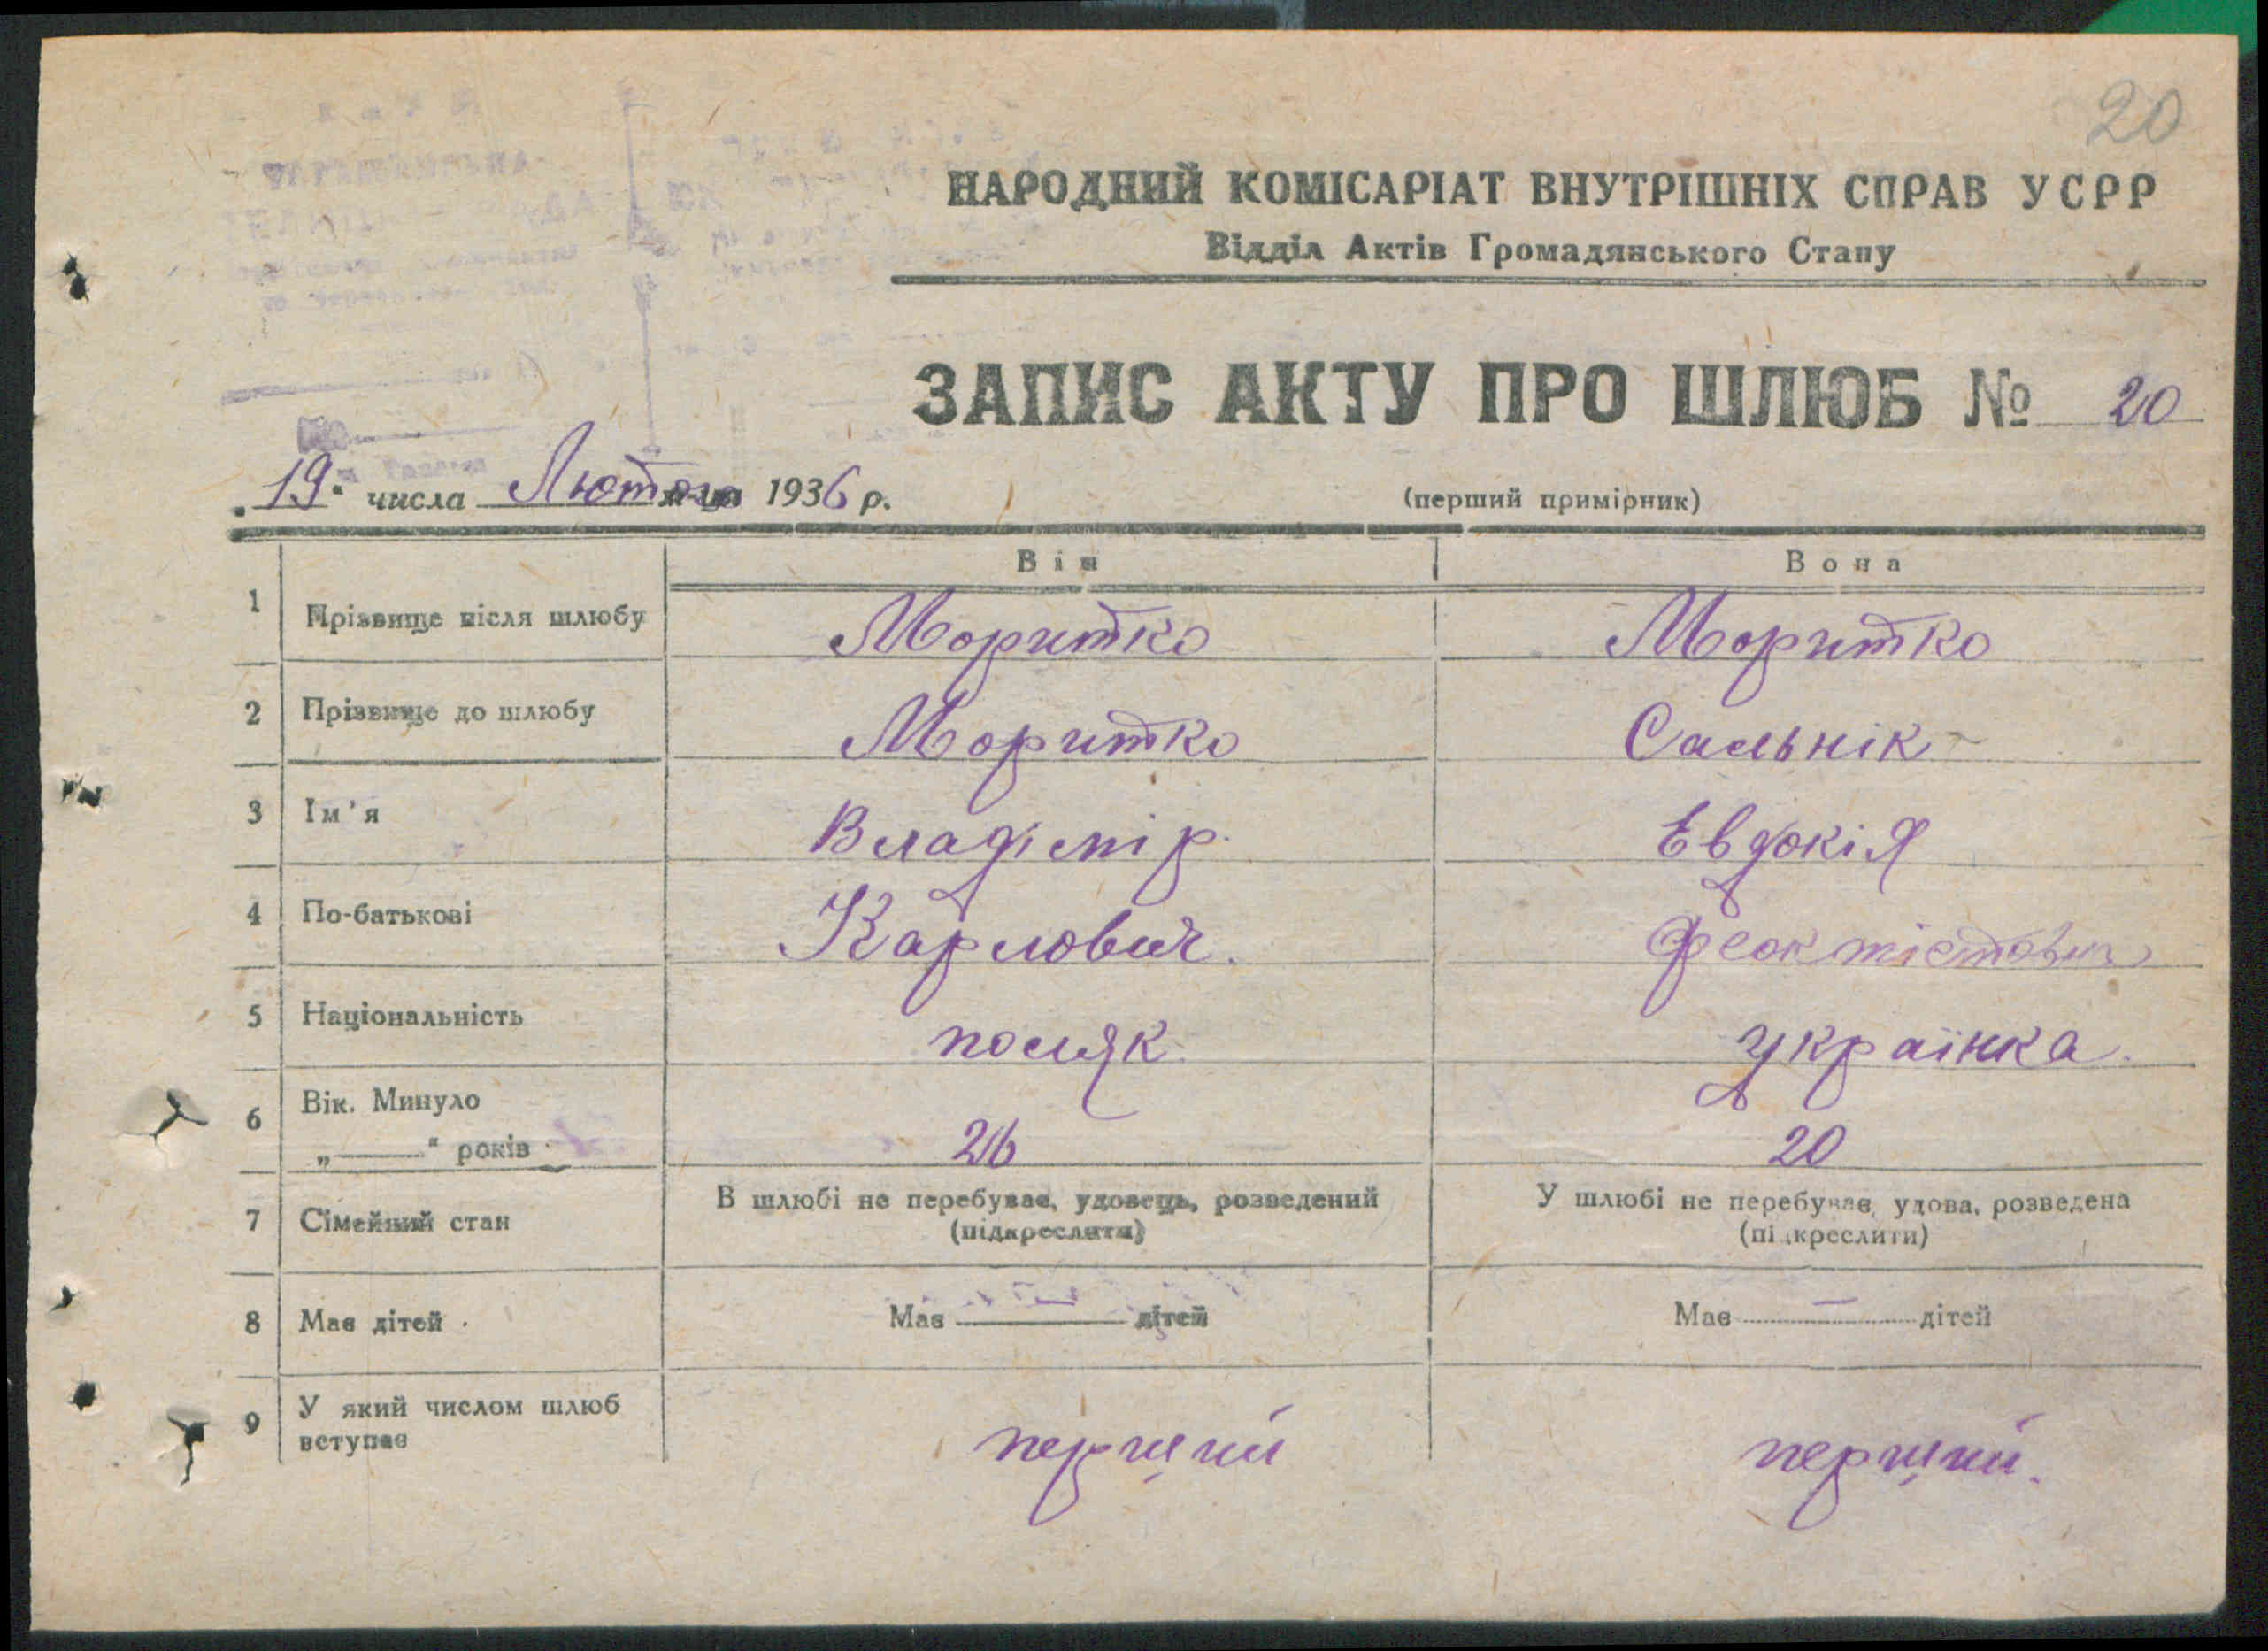 20
НАРОДНИЙ КОМІСАРІАТ ВНУТРІШНІХ СПРАВ УСРР
Відділ Актів Громадянського Стану
ЗАПИС АКТУ ПРО ШЛЮБ № 20
„19" числа Лютого 1936 р.
(перший примірник)
Він Вона
1 Прізвище після шлюбу Моритко Моритко
2 Прізвище до шлюбу Моритко Сальнік
3 Ім'я Владімір Евдокія
4 По-батькові Карлович. Феоктістовна
5 Національність поляк українка.
6 Вік. Минуло
„——" років 26 20
7 Сімейний стан В шлюбі не перебуває, удовець, розведений У шлюбі не перебуває, удова, розведена
(підкреслити) (підкреслити)
8 Має дітей Має — дітей Має — дітей
9 У який числом шлюб перший перший.
вступає